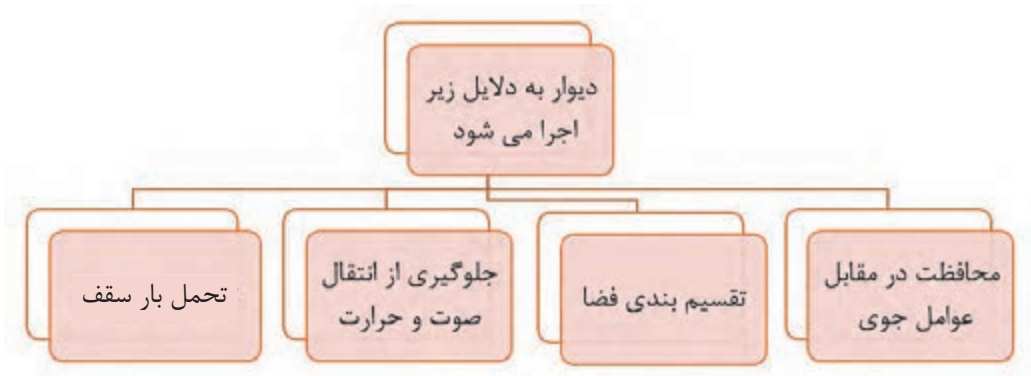 دیوار به دلایل زیر
اجرا می شود
محافظت در مقابل
عوامل جوی
تقسیم بندی فضا
جلوگیری از انتقال
صوت و حرارت
تحمل بار سقف